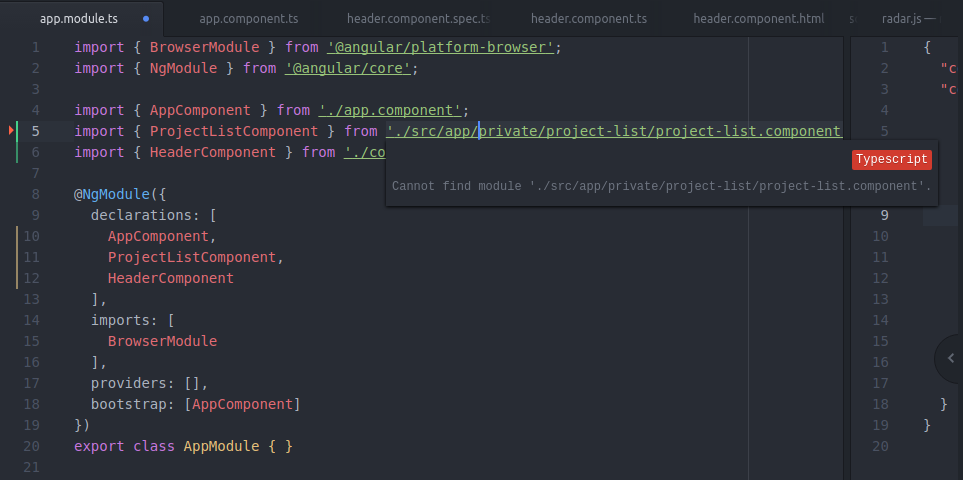 app.module.ts app.component.ts header.component.spec.ts header.component.ts header.component.html radar.js —
1 import { BrowserModule } from '@angular/platform-browser';
2 import { NgModule } from '@angular/core';
3
4 import { AppComponent } from './app.component';
5 import { ProjectListComponent } from './src/app/private/project-list/project-list.component
6 import { HeaderComponent } from './co
Typescript
Cannot find module './src/app/private/project-list/project-list.component'.
7
8 @NgModule({
9 declarations: [
10 AppComponent,
11 ProjectListComponent,
12 HeaderComponent
13 ],
14 imports: [
15 BrowserModule
16 ],
17 providers: [],
18 bootstrap: [AppComponent]
19 })
20 export class AppModule { }
21
1 {
2 "c
3 "c
4
5
9
10
11
12
13
14
15
16
17
18 }
19 }
20